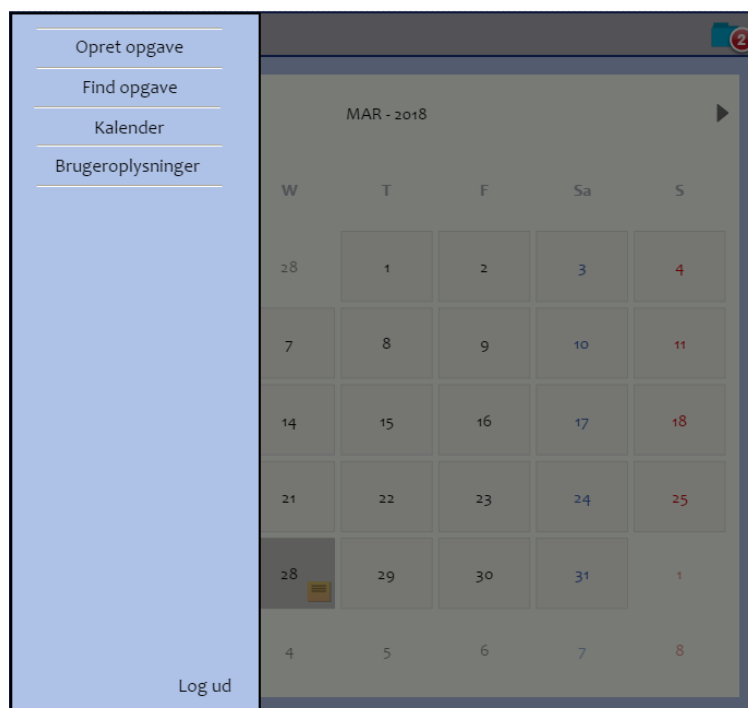 Opret opgave
2
Find opgave
MAR - 2018
Kalender
Brugeroplysninger
W T F Sa S
28 1 2 3 4
7 8 9 10 11
14 15 16 17 18
21 22 23 24 25
28 29 30 31 1
4 5 6 7 8
Log ud